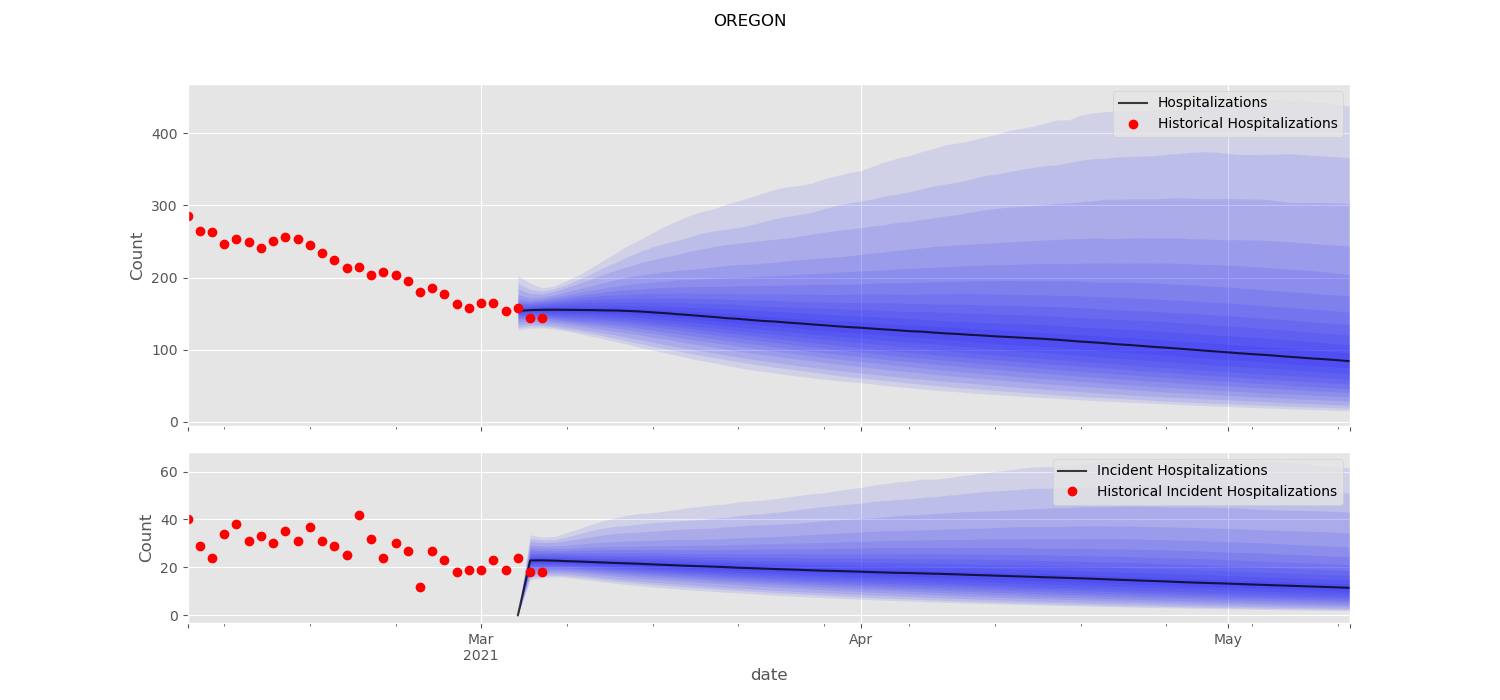 OREGON
Hospitalizations
Historical Hospitalizations
400
300
200
100
0
Count
Incident Hospitalizations
Historical Incident Hospitalizations
60
40
20
0
Count
Mar
2021
Apr
May
date